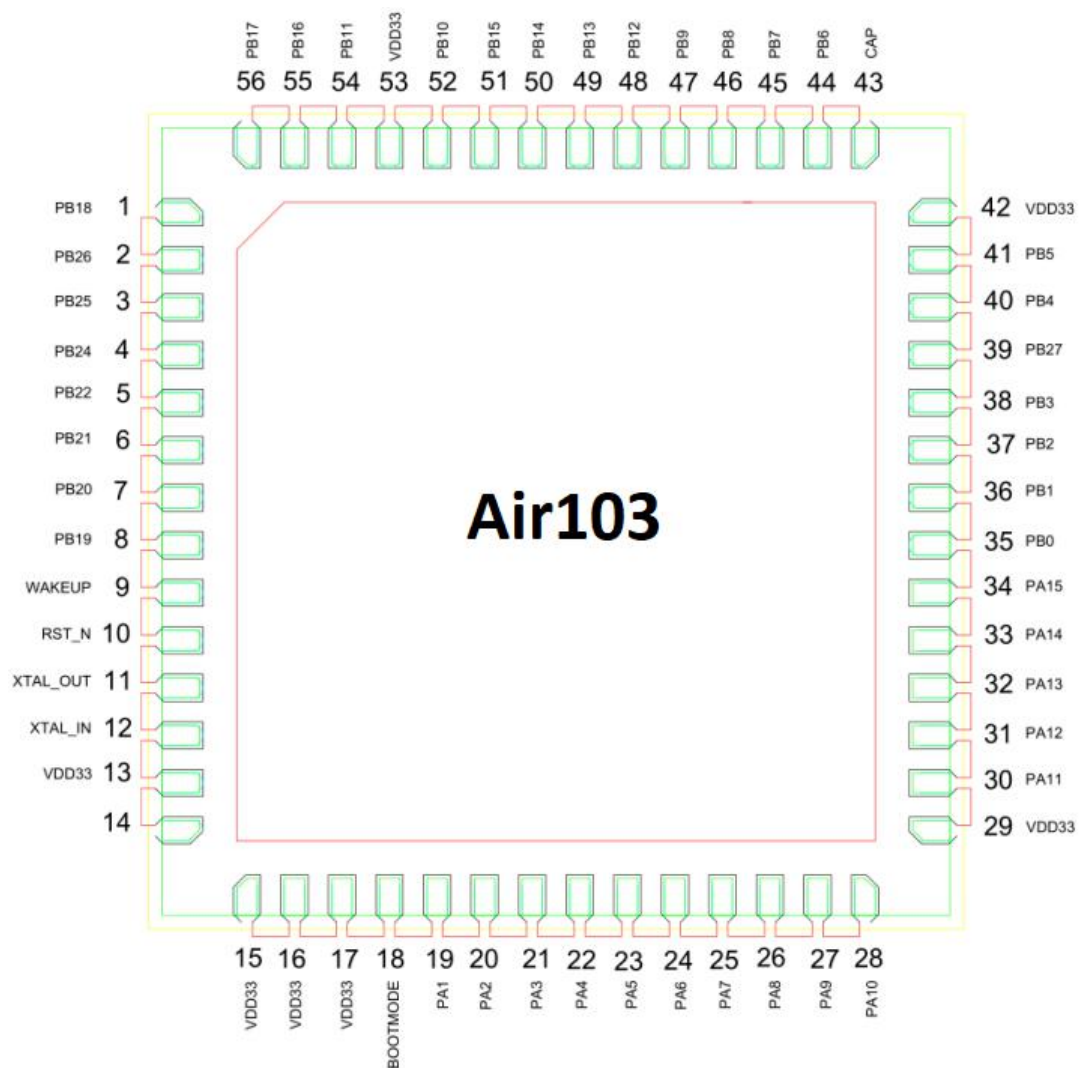 PB17 PB16 PB11 VDD33 PB10 PB15 PB14 PB13 PB12 PB9 PB8 PB7 PB6 CAP
56 55 54 53 52 51 50 49 48 47 46 45 44 43
PB18 1 42 VDD33
PB26 2 41 PB5
PB25 3 40 PB4
PB24 4 39 PB27
PB22 5 38 PB3
PB21 6 37 PB2
PB20 7 36 PB1
Air103
PB19 8 35 PB0
WAKEUP 9 34 PA15
RST_N 10 33 PA14
XTAL_OUT 11 32 PA13
XTAL_IN 12 31 PA12
VDD33 13 30 PA11
14 29 VDD33
15 16 17 18 19 20 21 22 23 24 25 26 27 28
VDD33 VDD33 VDD33 BOOTMODE PA1 PA2 PA3 PA4 PA5 PA6 PA7 PA8 PA9 PA10